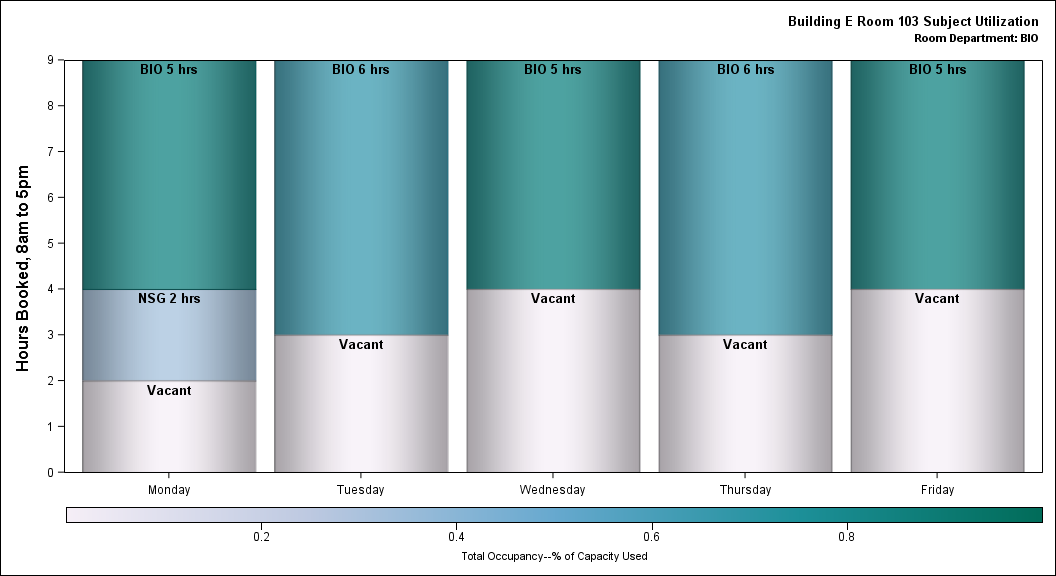 Building E Room 103 Subject Utilization
Room Department: BIO
Hours Booked, 8am to 5pm
9
8
7
6
5
4
3
2
1
0
BIO 5 hrs
NSG 2 hrs
Vacant
BIO 6 hrs
Vacant
BIO 5 hrs
Vacant
BIO 6 hrs
Vacant
BIO 5 hrs
Vacant
Monday
Tuesday
Wednesday
Thursday
Friday
0.2
0.4
0.6
0.8
Total Occupancy--% of Capacity Used